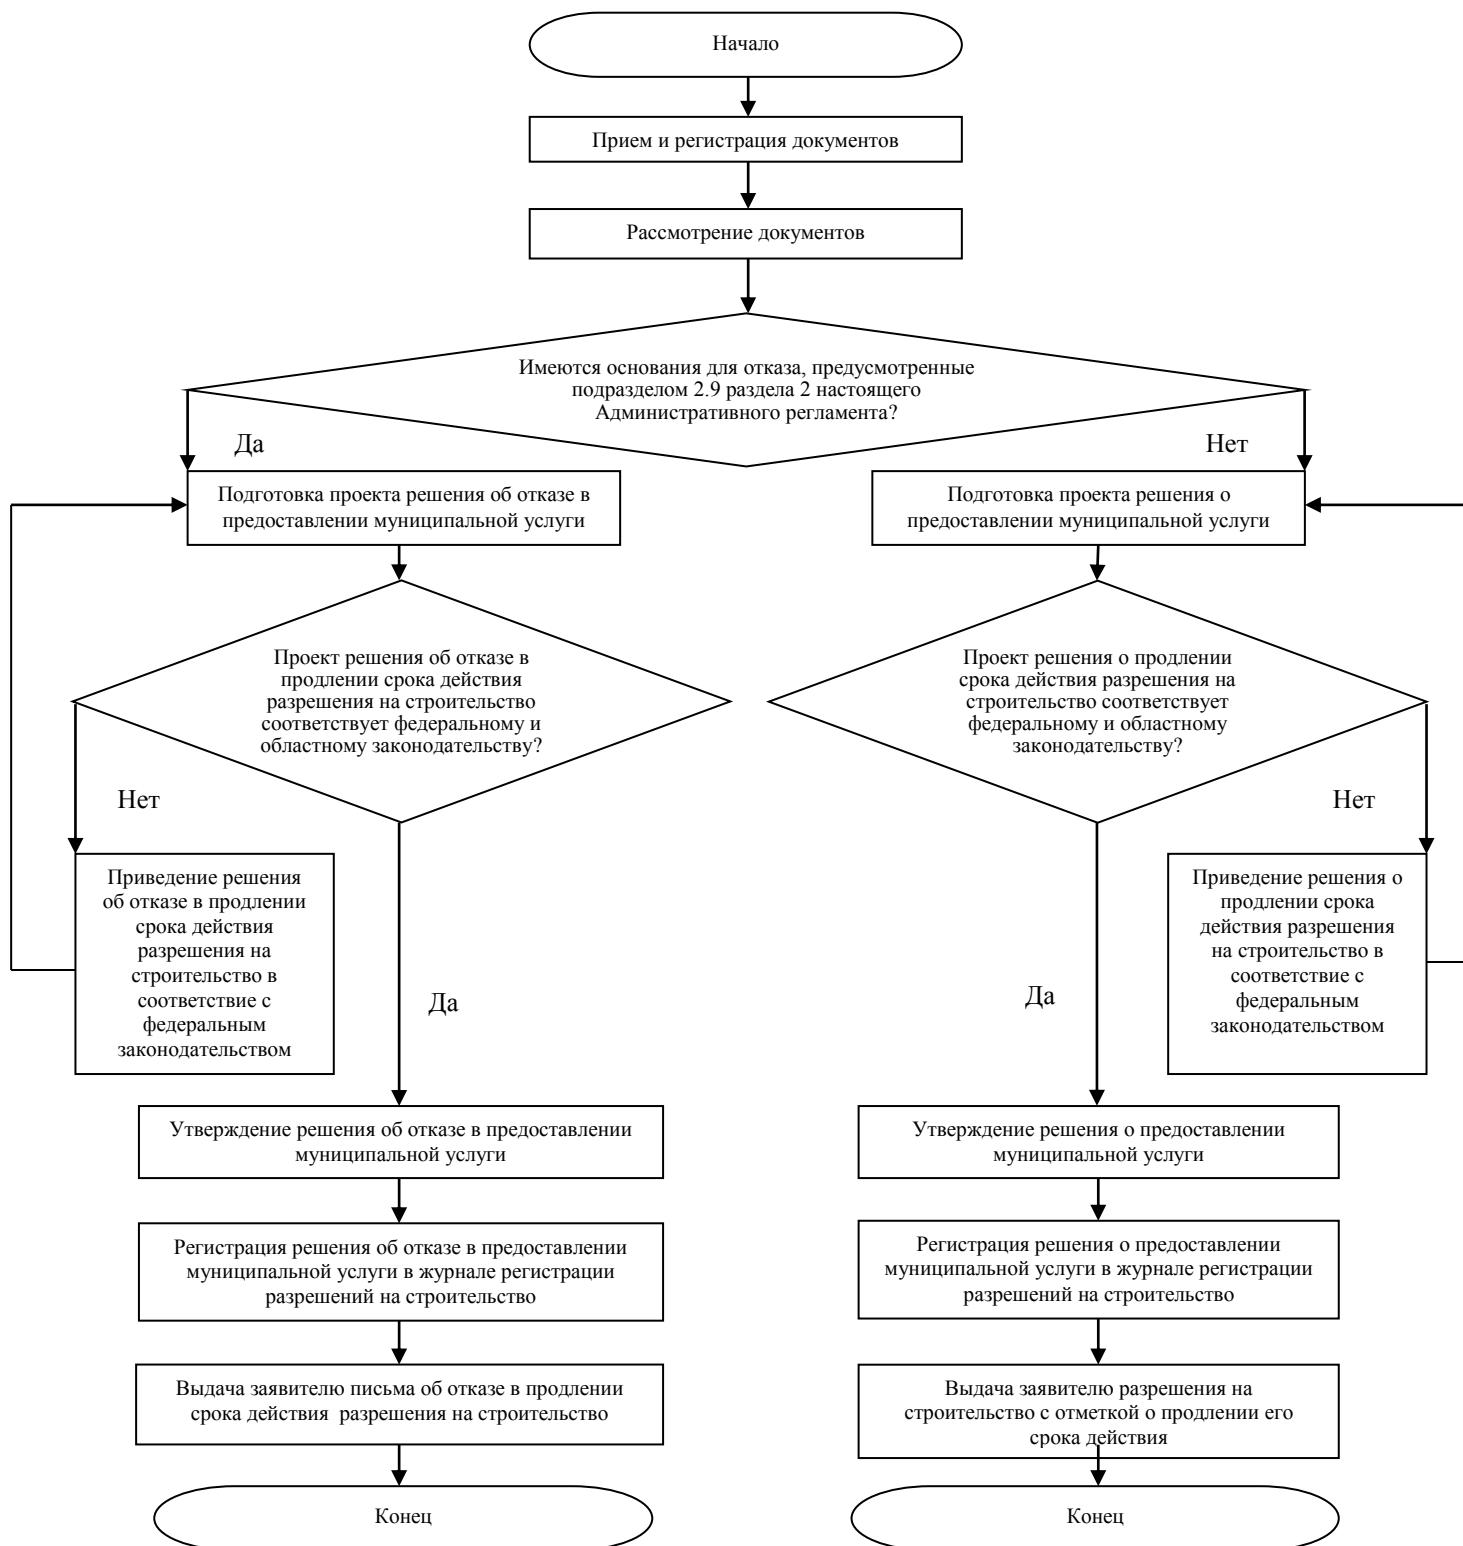 Начало
Прием и регистрация документов
Рассмотрение документов
Имеются основания для отказа, предусмотренные
подразделом 2.9 раздела 2 настоящего
Административного регламента?
Да
Нет
Подготовка проекта решения об отказе в
предоставлении муниципальной услуги
Подготовка проекта решения о
предоставлении муниципальной услуги
Проект решения об отказе в
продлении срока действия
разрешения на строительство
соответствует федеральному и
областному законодательству?
Проект решения о продлении
срока действия разрешения на
строительство соответствует
федеральному и областному
законодательству?
Нет
Нет
Приведение решения
об отказе в продлении
срока действия
разрешения на
строительство в
соответствие с
федеральным
законодательством
Приведение решения о
продлении срока
действия разрешения
на строительство в
соответствие с
федеральным
законодательством
Да
Да
Утверждение решения об отказе в предоставлении
муниципальной услуги
Утверждение решения о предоставлении
муниципальной услуги
Регистрация решения об отказе в предоставлении
муниципальной услуги в журнале регистрации
разрешений на строительство
Регистрация решения о предоставлении
муниципальной услуги в журнале регистрации
разрешений на строительство
Выдача заявителю письма об отказе в продлении
срока действия разрешения на строительство
Выдача заявителю разрешения на
строительство с отметкой о продлении его
срока действия
Конец
Конец